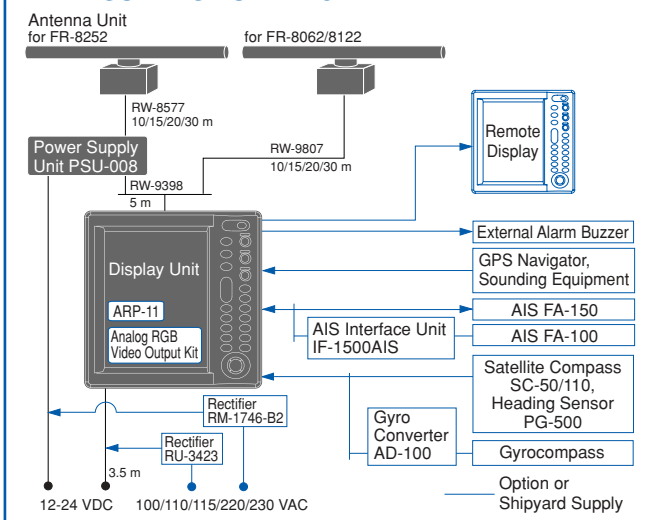 Antenna Unit
for FR-8252
for FR-8062/8122
RW-8577
10/15/20/30 m
Power Supply
Unit PSU-008
RW-9807
10/15/20/30 m
RW-9398
5 m
Remote
Display
Display Unit
ARP-11
Analog RGB
Video Output Kit
External Alarm Buzzer
GPS Navigator,
Sounding Equipment
AIS FA-150
AIS Interface Unit
IF-1500AIS
AIS FA-100
Satellite Compass
SC-50/110,
Heading Sensor
PG-500
Rectifier
RM-1746-B2
Gyro
Converter
AD-100
Gyrocompass
Rectifier
RU-3423
3.5 m
12-24 VDC
100/110/115/220/230 VAC
Option or
Shipyard Supply